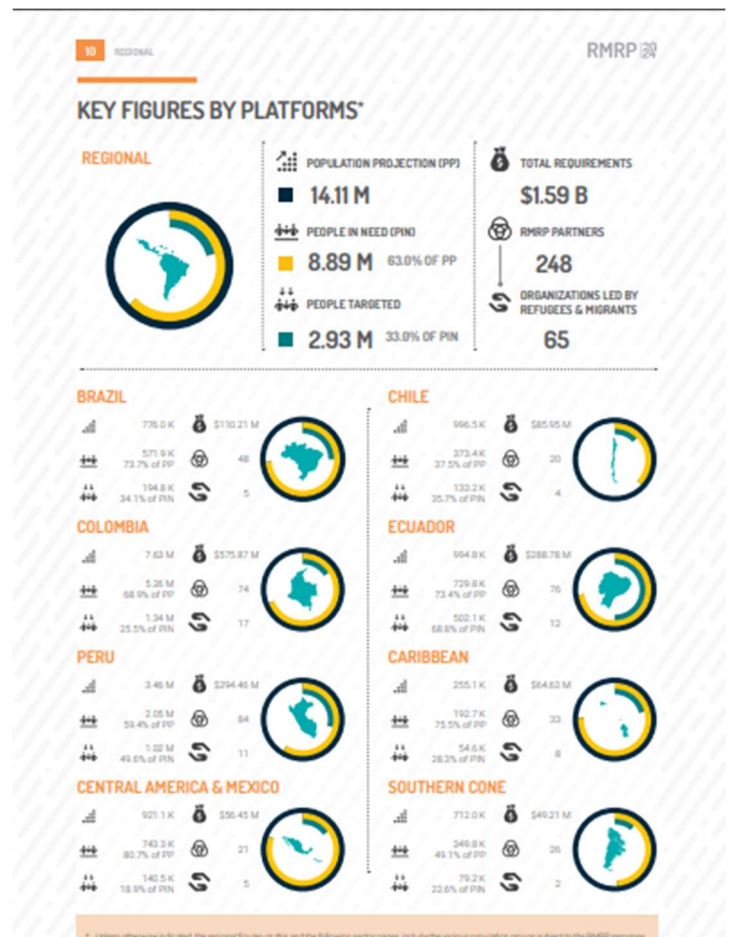 10 REGIONAL
RMRP 2024
KEY FIGURES BY PLATFORMS*
REGIONAL
POPULATION PROJECTION (PP)
14.11 M
PEOPLE IN NEED (PIN)
8.89 M 63.0% OF PP
PEOPLE TARGETED
2.93 M 33.0% OF PIN
TOTAL REQUIREMENTS
$1.59 B
RMRP PARTNERS
248
ORGANIZATIONS LED BY
REFUGEES & MIGRANTS
65
BRAZIL
776.0 K $110.21 M
571.9 K
73.7% of PP
48
194.8 K
34.1% of PIN
5
CHILE
996.5 K $85.95 M
373.4 K
37.5% of PP
20
133.2 K
35.7% of PIN
4
COLOMBIA
7.63 M $575.87 M
5.26 M
68.9% of PP
74
1.34 M
25.5% of PIN
17
ECUADOR
994.8 K $288.78 M
729.8 K
73.4% of PP
76
502.1 K
68.8% of PIN
12
PERU
3.46 M $294.46 M
2.05 M
59.4% of PP
84
1.02 M
49.6% of PIN
11
CARIBBEAN
255.1 K $64.63 M
192.7 K
75.5% of PP
33
54.6 K
28.3% of PIN
8
CENTRAL AMERICA & MEXICO
921.1 K $56.45 M
743.3 K
80.7% of PP
21
140.5 K
18.9% of PIN
5
SOUTHERN CONE
712.0 K $49.21 M
349.8 K
49.1% of PP
26
79.2 K
22.6% of PIN
2